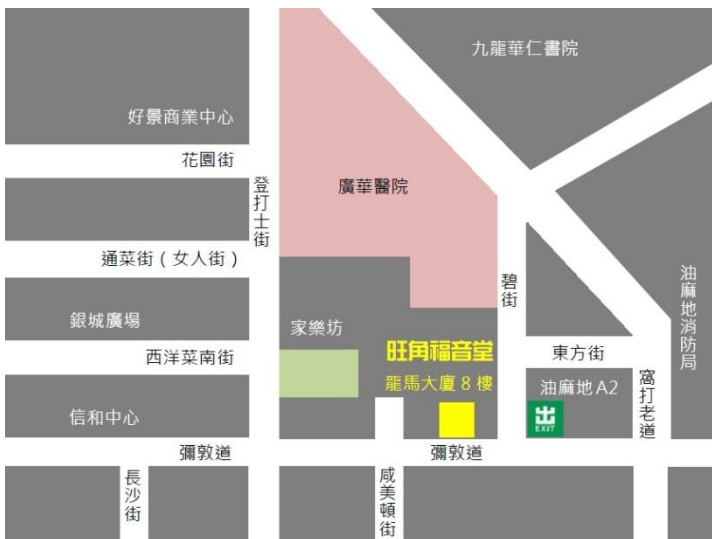 九龍華仁書院
好景商業中心
花園街
登打士街
廣華醫院
通菜街(女人街)
碧街
油麻地消防局
銀城廣場
家樂坊
旺角福音堂
西洋菜南街
東方街
龍馬大廈8樓
油麻地A2
窩打老道
信和中心
出
EXIT
彌敦道
彌敦道
長沙街
咸美頓街